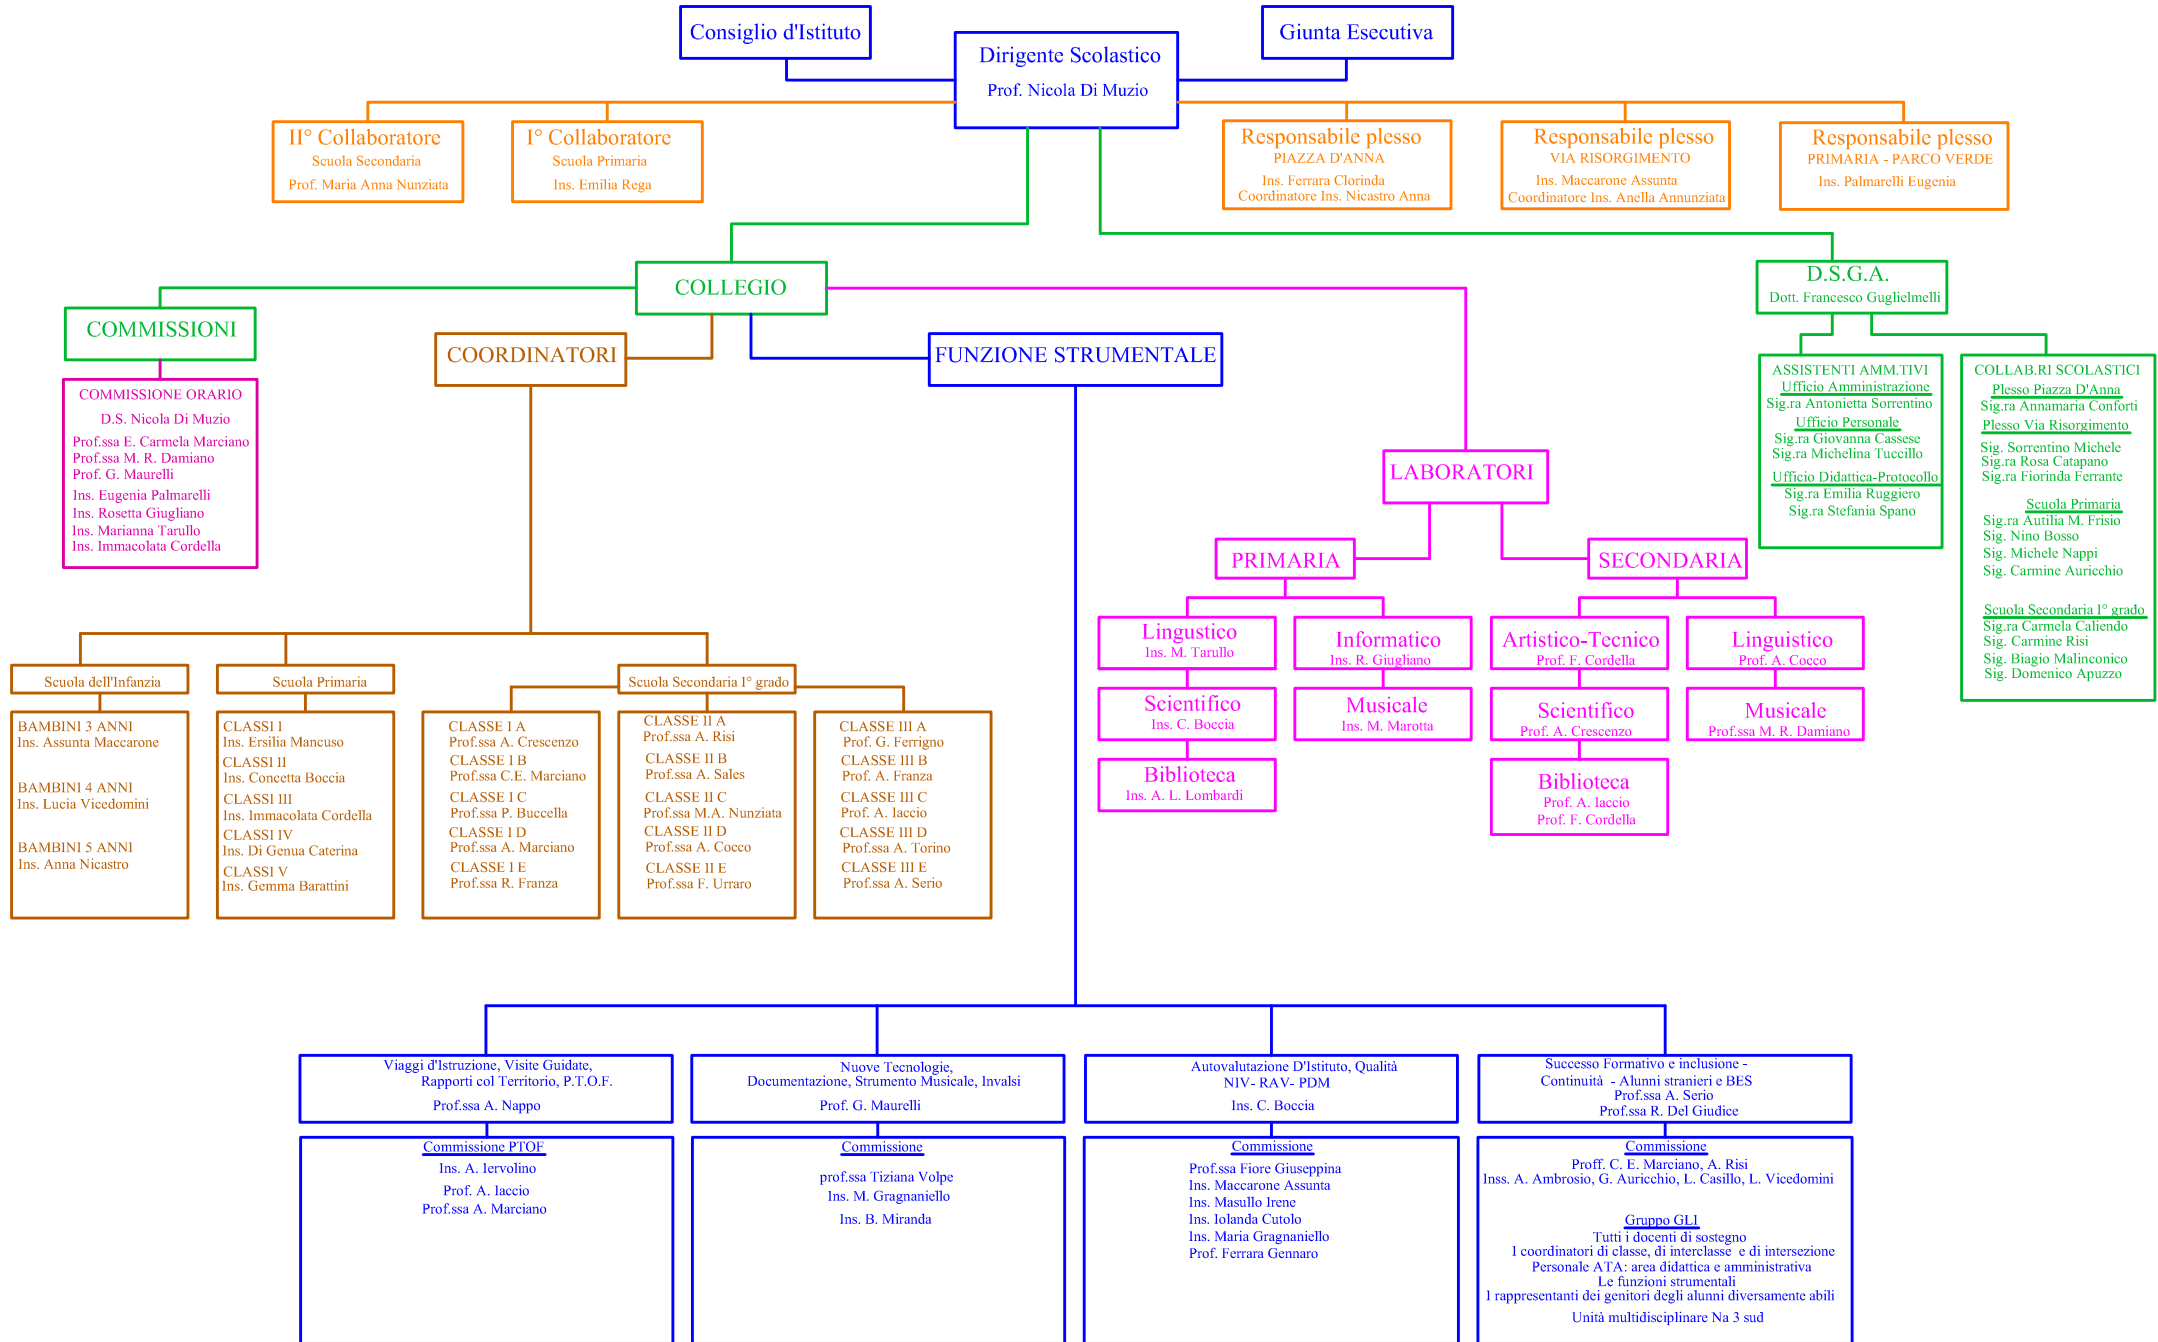 Consiglio d'Istituto
Giunta Esecutiva
Dirigente Scolastico
Prof. Nicola Di Muzio
II° Collaboratore
Scuola Secondaria
Prof. Maria Anna Nunziata
I° Collaboratore
Scuola Primaria
Ins. Emilia Rega
Responsabile plesso
PIAZZA D'ANNA
Ins. Ferrara Clorinda
Coordinatore Ins. Nicastro Anna
Responsabile plesso
VIA RISORGIMENTO
Ins. Maccarone Assunta
Coordinatore Ins. Anella Annunziata
Responsabile plesso
PRIMARIA - PARCO VERDE
Ins. Palmarelli Eugenia
COLLEGIO
D.S.G.A.
Dott. Francesco Guglielmelli
COMMISSIONI
COORDINATORI
FUNZIONE STRUMENTALE
COMMISSIONE ORARIO
D.S. Nicola Di Muzio
Prof.ssa E. Carmela Marciano
Prof.ssa M. R. Damiano
Prof. G. Maurelli
Ins. Eugenia Palmarelli
Ins. Rosetta Giugliano
Ins. Marianna Tarullo
Ins. Immacolata Cordella
ASSISTENTI AMM.TIVI
Ufficio Amministrazione
Sig.ra Antonietta Sorrentino
Ufficio Personale
Sig.ra Giovanna Cassese
Sig.ra Michelina Tuccillo
Ufficio Didattica-Protocollo
Sig.ra Emilia Ruggiero
Sig.ra Stefania Spano
COLLAB.RI SCOLASTICI
Plesso Piazza D'Anna
Sig.ra Annamaria Conforti
Plesso Via Risorgimento
Sig. Sorrentino Michele
Sig.ra Rosa Catapano
Sig.ra Fiorinda Ferrante
Scuola Primaria
Sig.ra Autilia M. Frisio
Sig. Nino Bosso
Sig. Michele Nappi
Sig. Carmine Auricchio
Scuola Secondaria I° grado
Sig.ra Carmela Caliendo
Sig. Carmine Risi
Sig. Biagio Malinconico
Sig. Domenico Apuzzo
LABORATORI
PRIMARIA
SECONDARIA
Lingustico
Ins. M. Tarullo
Informatico
Ins. R. Giugliano
Artistico-Tecnico
Prof. F. Cordella
Linguistico
Prof. A. Cocco
Scientifico
Ins. C. Boccia
Musicale
Ins. M. Marotta
Scientifico
Prof. A. Crescenzo
Musicale
Prof.ssa M. R. Damiano
Biblioteca
Ins. A. L. Lombardi
Biblioteca
Prof. A. Iaccio
Prof. F. Cordella
Scuola dell'Infanzia
Scuola Primaria
Scuola Secondaria I° grado
BAMBINI 3 ANNI
Ins. Assunta Maccarone
BAMBINI 4 ANNI
Ins. Lucia Vicedomini
BAMBINI 5 ANNI
Ins. Anna Nicastro
CLASSI I
Ins. Ersilia Mancuso
CLASSI II
Ins. Concetta Boccia
CLASSI III
Ins. Immacolata Cordella
CLASSI IV
Ins. Di Genua Caterina
CLASSI V
Ins. Gemma Barattini
CLASSE I A
Prof.ssa A. Crescenzo
CLASSE I B
Prof.ssa C.E. Marciano
CLASSE I C
Prof.ssa P. Buccella
CLASSE I D
Prof.ssa A. Marciano
CLASSE I E
Prof.ssa R. Franza
CLASSE II A
Prof.ssa A. Risi
CLASSE II B
Prof.ssa A. Sales
CLASSE II C
Prof.ssa M.A. Nunziata
CLASSE II D
Prof.ssa A. Cocco
CLASSE II E
Prof.ssa F. Urraro
CLASSE III A
Prof. G. Ferrigno
CLASSE III B
Prof. A. Franza
CLASSE III C
Prof. A. Iaccio
CLASSE III D
Prof.ssa A. Torino
CLASSE III E
Prof.ssa A. Serio
Viaggi d'Istruzione, Visite Guidate,
Rapporti col Territorio, P.T.O.F.
Prof.ssa A. Nappo
Nuove Tecnologie,
Documentazione, Strumento Musicale, Invalsi
Prof. G. Maurelli
Autovalutazione D'Istituto, Qualità
NIV- RAV- PDM
Ins. C. Boccia
Successo Formativo e inclusione -
Continuità - Alunni stranieri e BES
Prof.ssa A. Serio
Prof.ssa R. Del Giudice
Commissione PTOF
Ins. A. Iervolino
Prof. A. Iaccio
Prof.ssa A. Marciano
Commissione
prof.ssa Tiziana Volpe
Ins. M. Gragnaniello
Ins. B. Miranda
Commissione
Prof.ssa Fiore Giuseppina
Ins. Maccarone Assunta
Ins. Masullo Irene
Ins. Iolanda Cutolo
Ins. Maria Gragnaniello
Prof. Ferrara Gennaro
Commissione
Proff. C. E. Marciano, A. Risi
Inss. A. Ambrosio, G. Auricchio, L. Casillo, L. Vicedomini
Gruppo GLI
Tutti i docenti di sostegno
I coordinatori di classe, di interclasse e di intersezione
Personale ATA: area didattica e amministrativa
Le funzioni strumentali
I rappresentanti dei genitori degli alunni diversamente abili
Unità multidisciplinare Na 3 sud